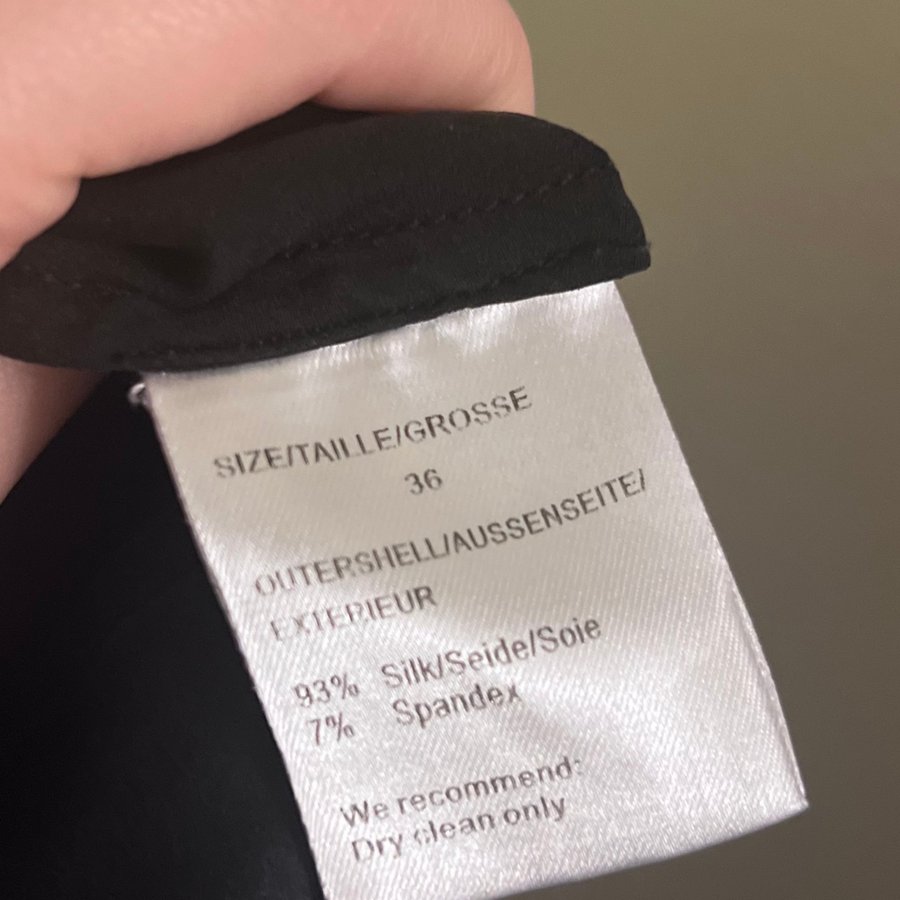 SIZE/TAILLE/GROSSE
36
OUTERSHELL/AUSSENSEITE/
EXTERIEUR
93% Silk/Seide/Soie
7% Spandex
We recommend:
Dry clean only